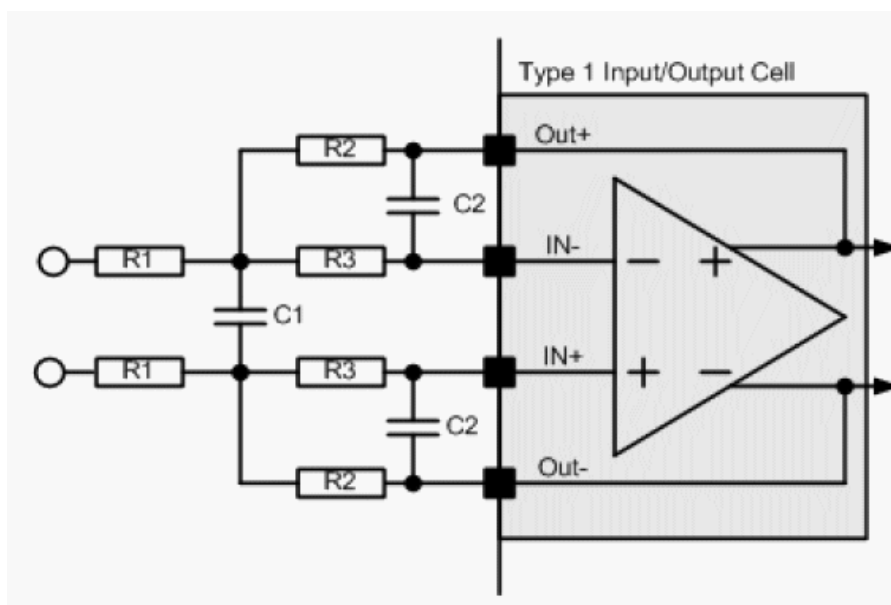 Type 1 Input/Output Cell
R2
Out+
C2
R1
R3
IN-
− +
C1
R1
R3
IN+
+ −
C2
R2
Out-